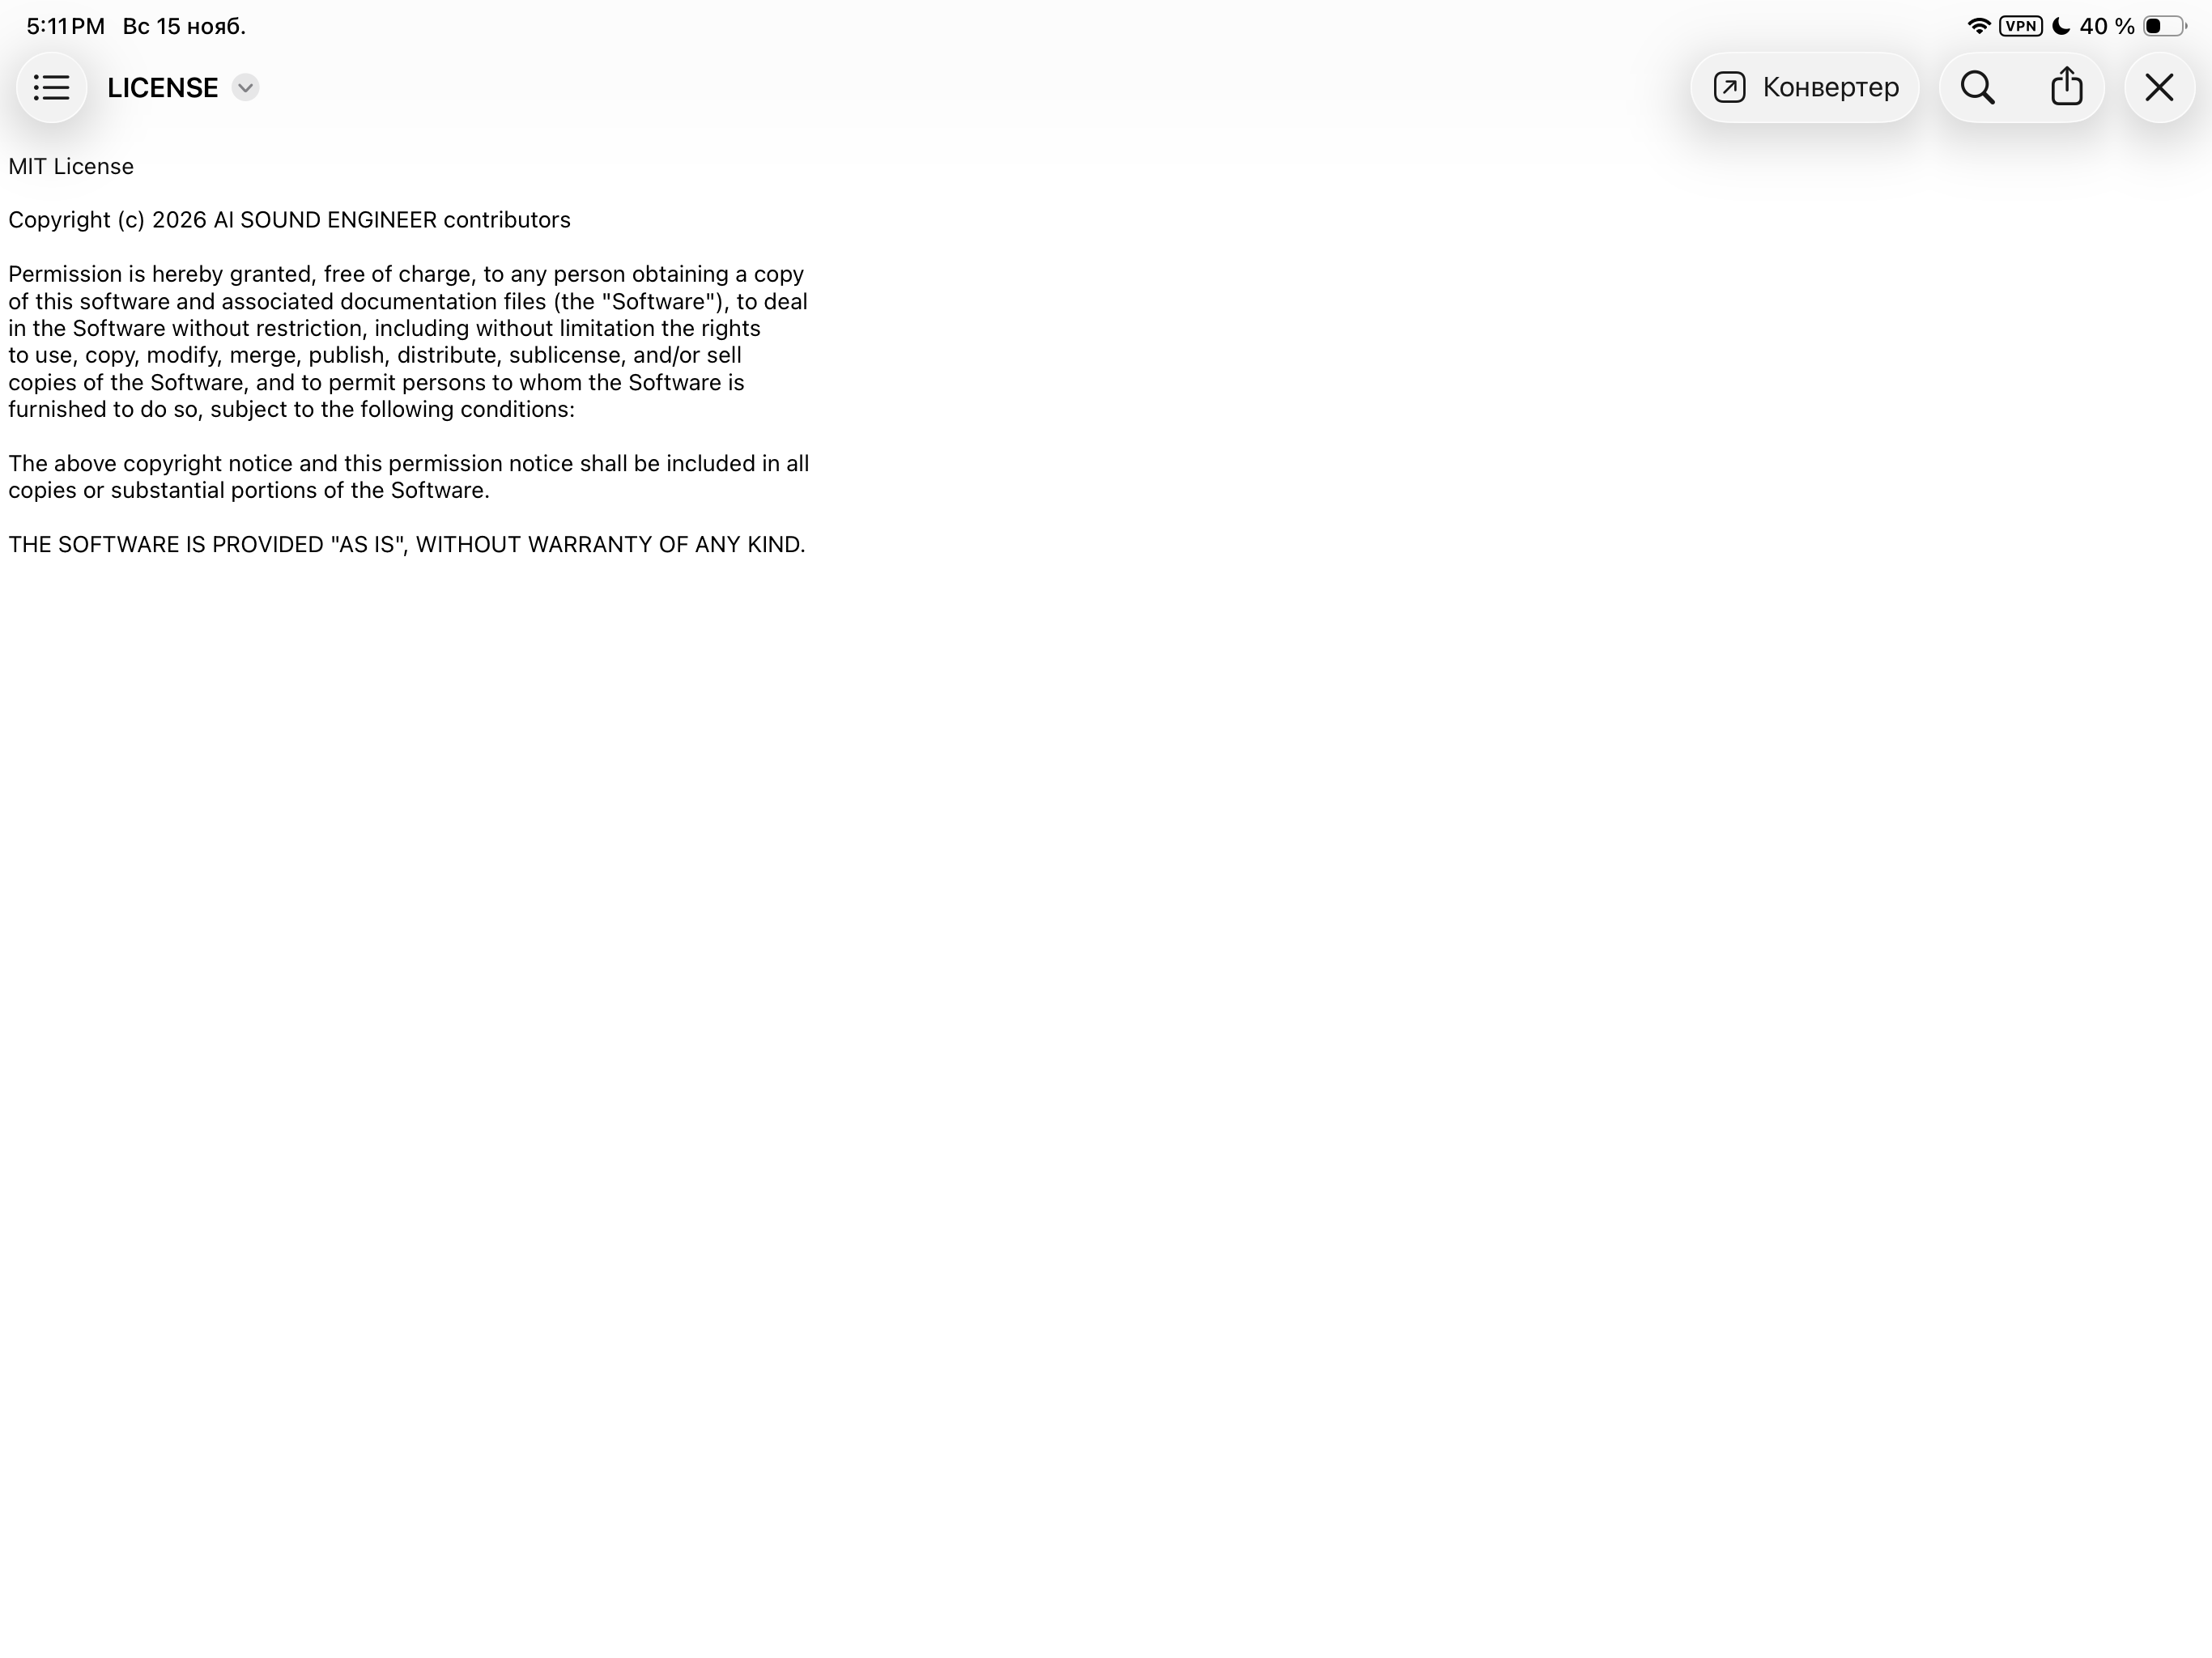 5:11 PM Вс 15 нояб.
VPN 40 %
LICENSE
Конвертер
MIT License
Copyright (c) 2026 AI SOUND ENGINEER contributors
Permission is hereby granted, free of charge, to any person obtaining a copy
of this software and associated documentation files (the "Software"), to deal
in the Software without restriction, including without limitation the rights
to use, copy, modify, merge, publish, distribute, sublicense, and/or sell
copies of the Software, and to permit persons to whom the Software is
furnished to do so, subject to the following conditions:
The above copyright notice and this permission notice shall be included in all
copies or substantial portions of the Software.
THE SOFTWARE IS PROVIDED "AS IS", WITHOUT WARRANTY OF ANY KIND.